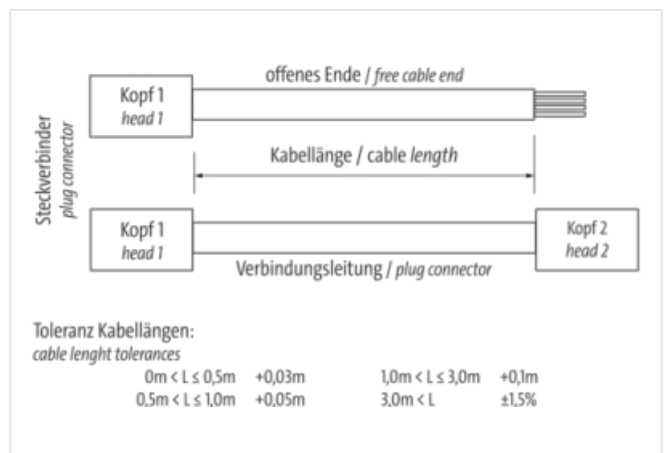 offenes Ende / free cable end
Kopf 1
head 1
Kabellänge / cable length
Steckverbinder
plug connector
Kopf 1
head 1
Kopf 2
head 2
Verbindungsleitung / plug connector
Toleranz Kabellängen:
cable lenght tolerances
0m < L ≤ 0,5m +0,03m 1,0m < L ≤ 3,0m +0,1m
0,5m < L ≤ 1,0m +0,05m 3,0m < L ±1,5%